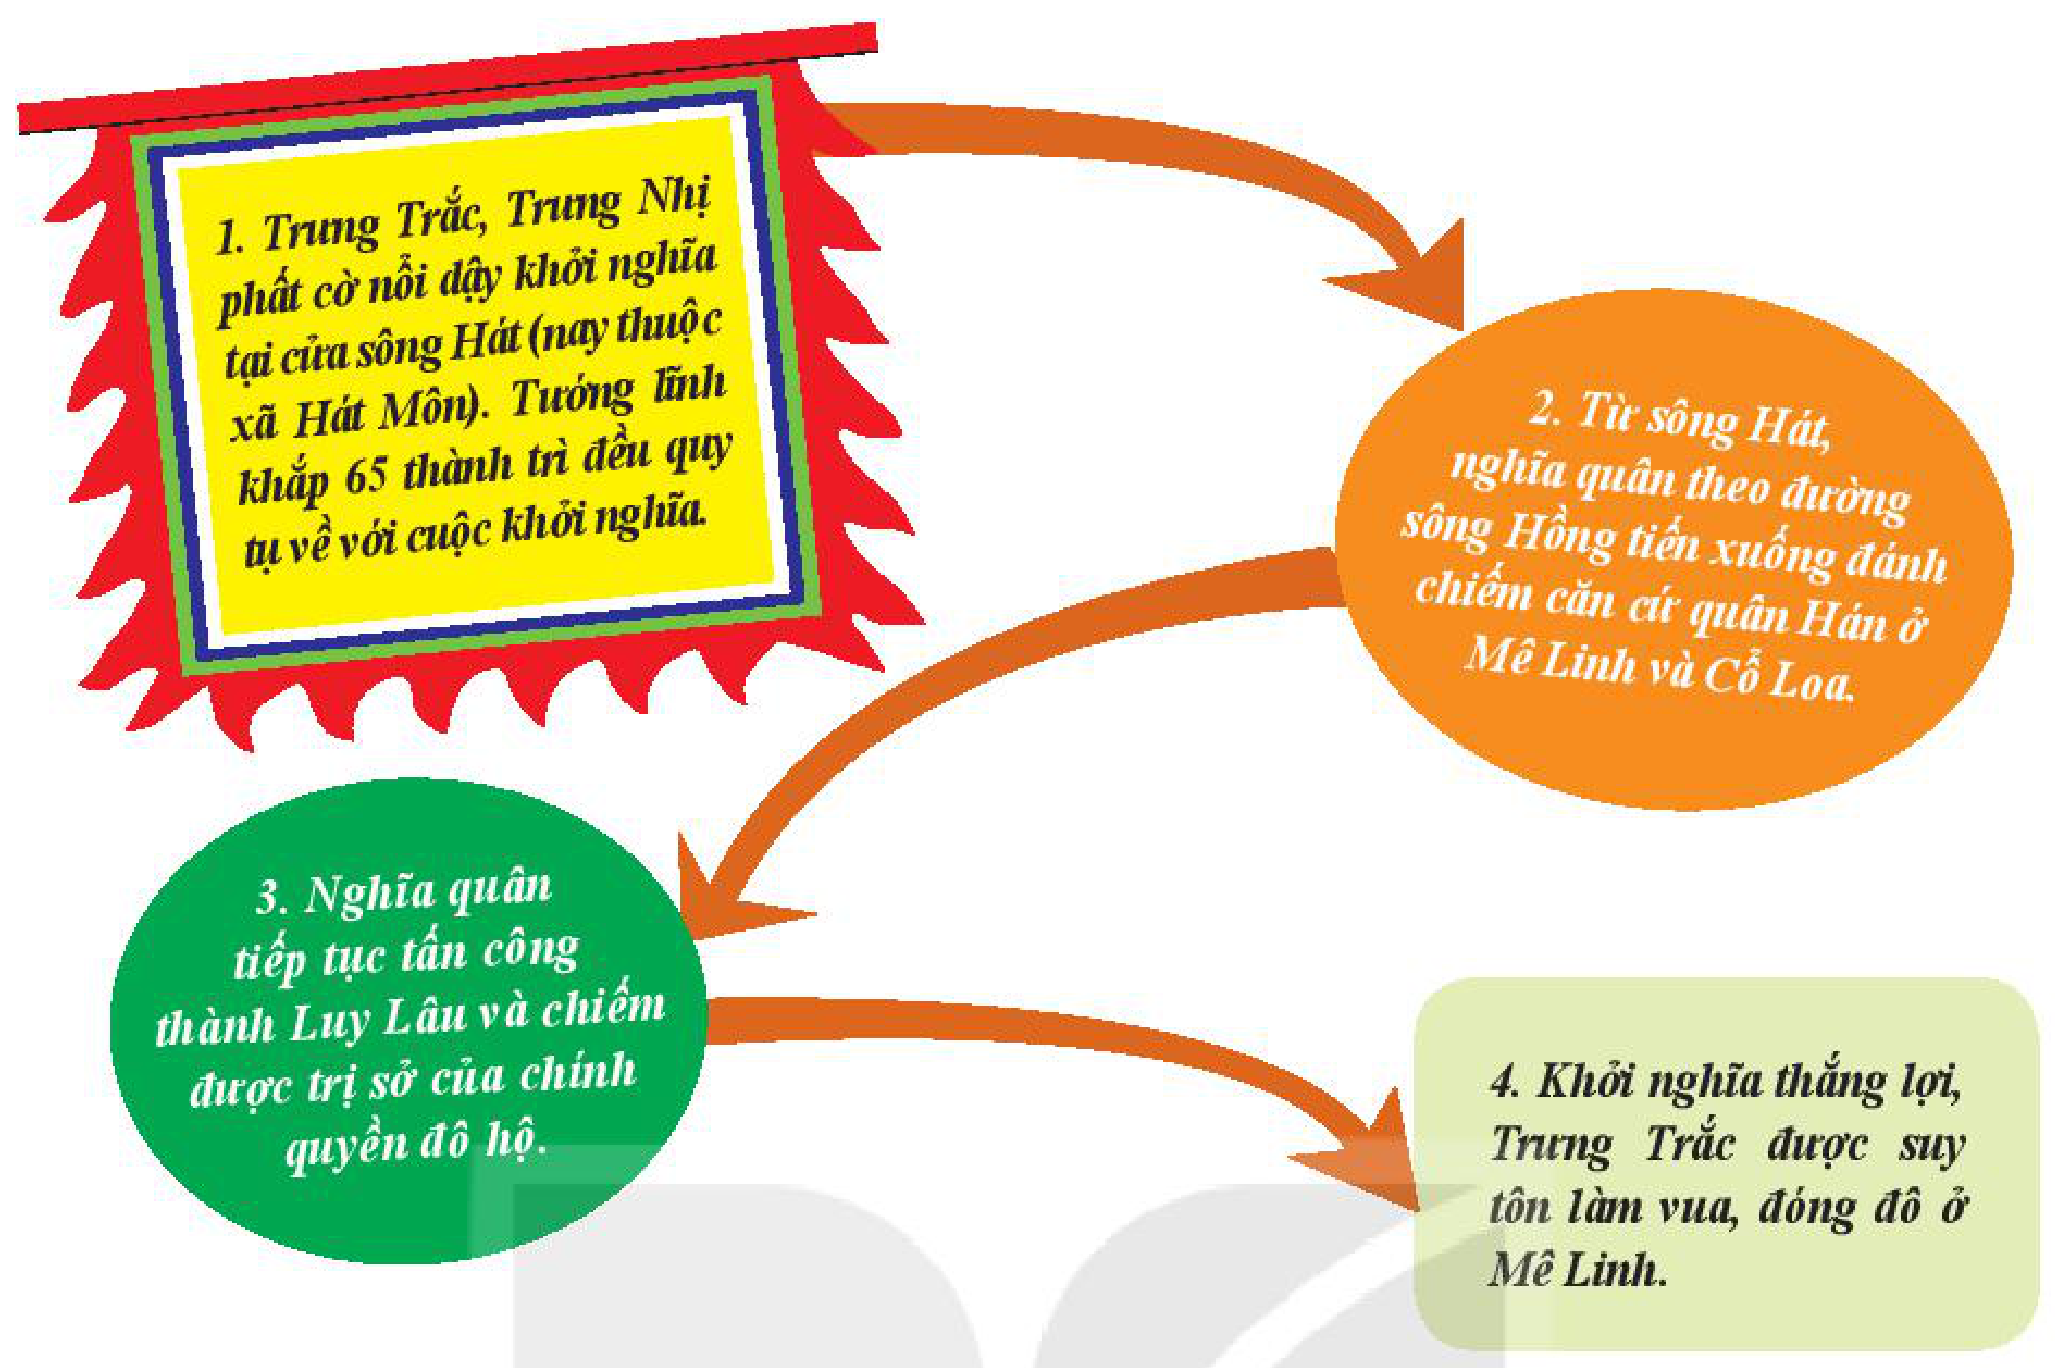 1. Trưng Trắc, Trưng Nhị
phất cờ nổi dậy khởi nghĩa
tại cửa sông Hát (nay thuộc
xã Hát Môn). Tướng lĩnh
khắp 65 thành trì đều quy
tụ về với cuộc khởi nghĩa.
2. Từ sông Hát,
nghĩa quân theo đường
sông Hồng tiến xuống đánh
chiếm căn cứ quân Hán ở
Mê Linh và Cổ Loa.
3. Nghĩa quân
tiếp tục tấn công
thành Luy Lâu và chiếm
được trị sở của chính
quyền đô hộ.
4. Khởi nghĩa thắng lợi,
Trưng Trắc được suy
tôn làm vua, đóng đô ở
Mê Linh.